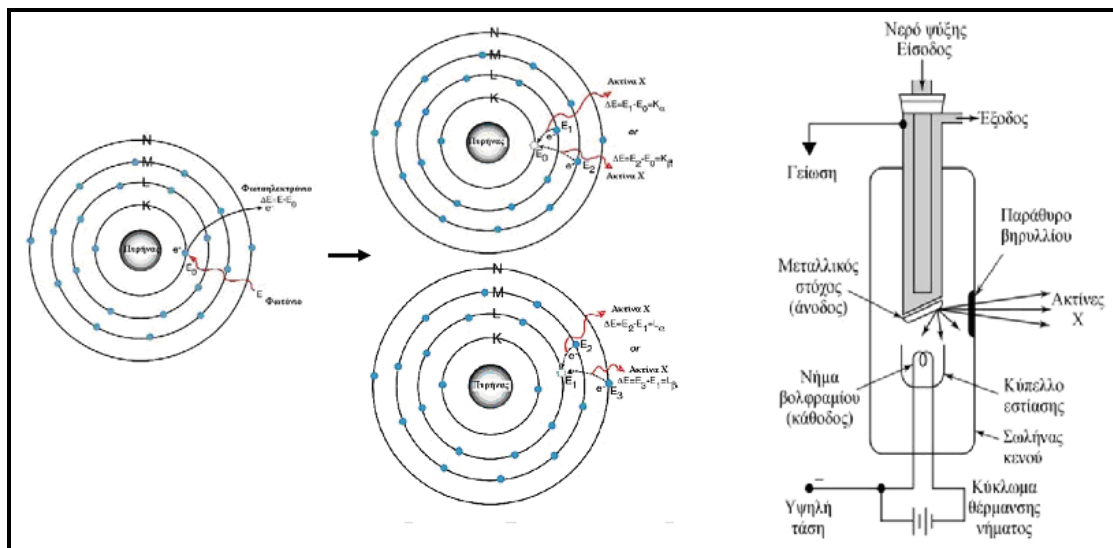 N
M
L
K
Πυρήνας
e-
E0
Φωτοηλεκτρόνιο
ΔE=E-E0
e-
E
Φωτόνιο
N
M
L
K
Πυρήνας
Ακτίνα Χ
ΔE=E1-E0=Kα
or
E1
e-
E0
e-
E2
ΔE=E2-E0=Kβ
Ακτίνα Χ
N
M
L
K
Πυρήνας
Ακτίνα Χ
ΔE=E2-E1=Lα
or
E2
e-
E1
Ακτίνα Χ
ΔE=E3-E1=Lβ
e-
E3
Νερό ψύξης
Είσοδος
Έξοδος
Γείωση
Παράθυρο
βηρυλλίου
Μεταλλικός
στόχος
(άνοδος)
Ακτίνες
Χ
Νήμα
βολφραμίου
(κάθοδος)
Κύπελλο
εστίασης
Σωλήνας
κενού
–
Υψηλή
τάση
Κύκλωμα
θέρμανσης
νήματος